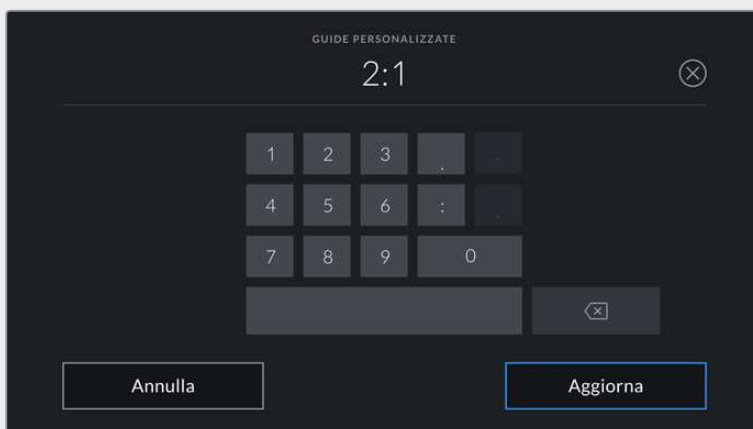 GUIDE PERSONALIZZATE
2:1
1 2 3 . -
4 5 6 : ,
7 8 9 0
Annulla Aggiorna